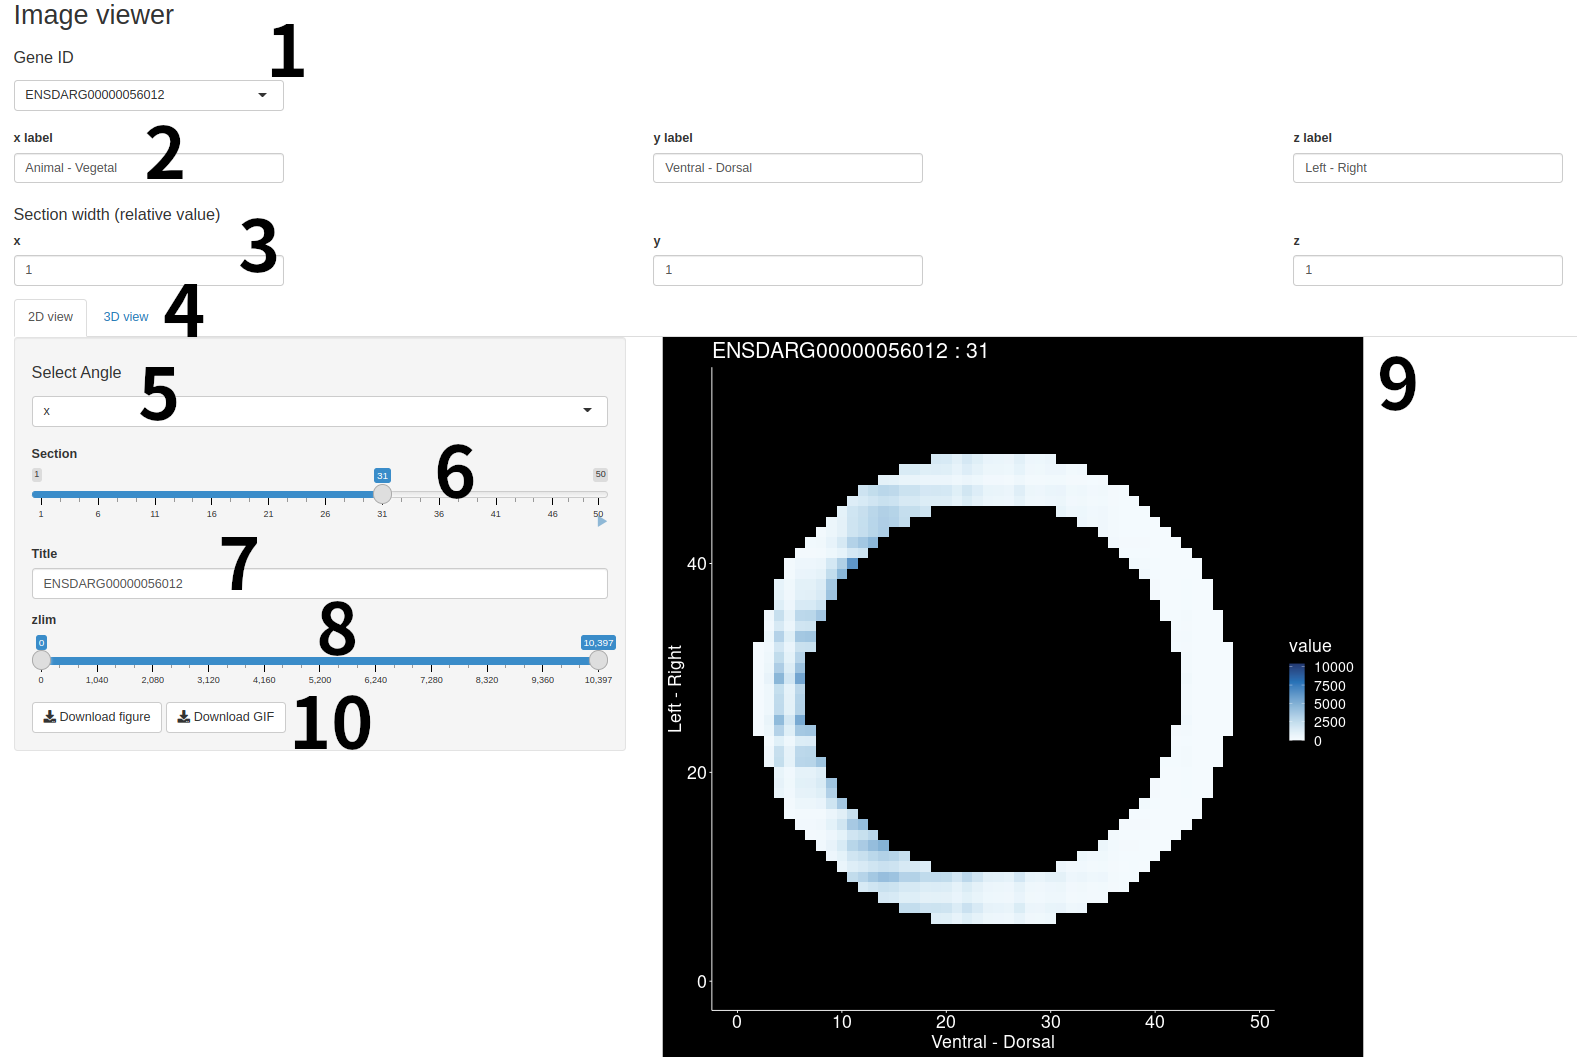 Image viewer
1
Gene ID
ENSDARG00000056012
x label
y label
z label
2
Animal - Vegetal
Ventral - Dorsal
Left - Right
Section width (relative value)
3
x
y
z
1
1
1
2D view
3D view
4
Select Angle
5
x
Section
6
1
31
50
1
6
11
16
21
26
31
36
41
46
50
Title
7
ENSDARG00000056012
zlim
8
0
10,397
0
1,040
2,080
3,120
4,160
5,200
6,240
7,280
8,320
9,360
10,397
Download figure
Download GIF
10
ENSDARG00000056012 : 31
9
40
20
0
Left - Right
0
10
20
30
40
50
Ventral - Dorsal
value
10000
7500
5000
2500
0